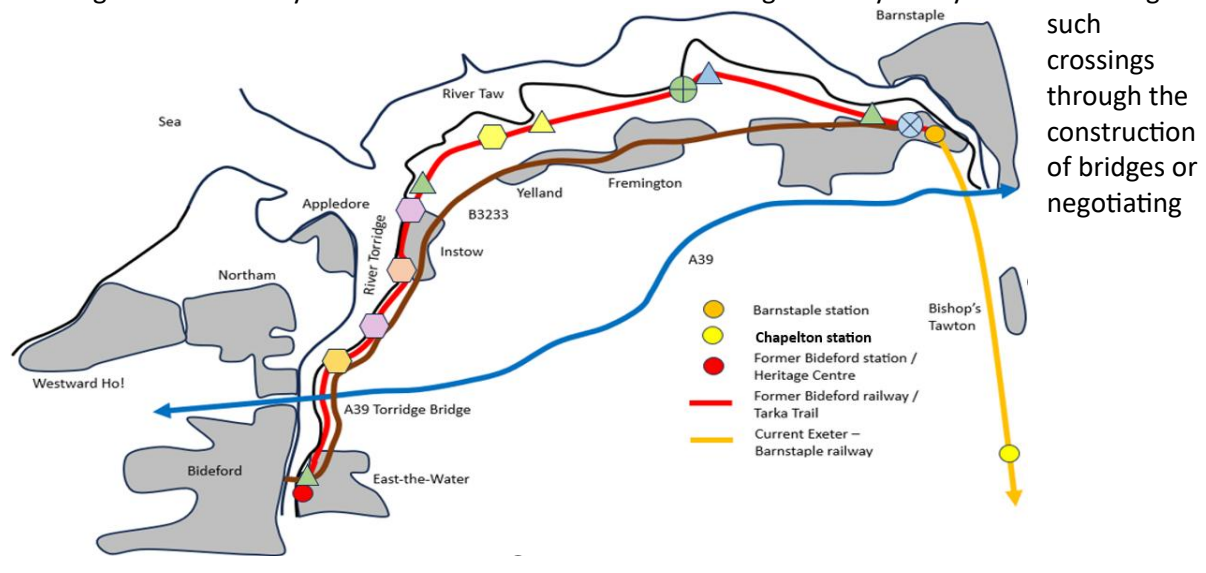 such
crossings
through the
construction
of bridges or
negotiating
Barnstaple
River Taw
Sea
Appledore
Yelland
Fremington
B3233
River Torridge
Instow
Northam
A39
Bishop's
Tawton
Westward Ho!
A39 Torridge Bridge
Bideford
East-the-Water
Barnstaple station
Chapelton station
Former Bideford station /
Heritage Centre
Former Bideford railway /
Tarka Trail
Current Exeter –
Barnstaple railway